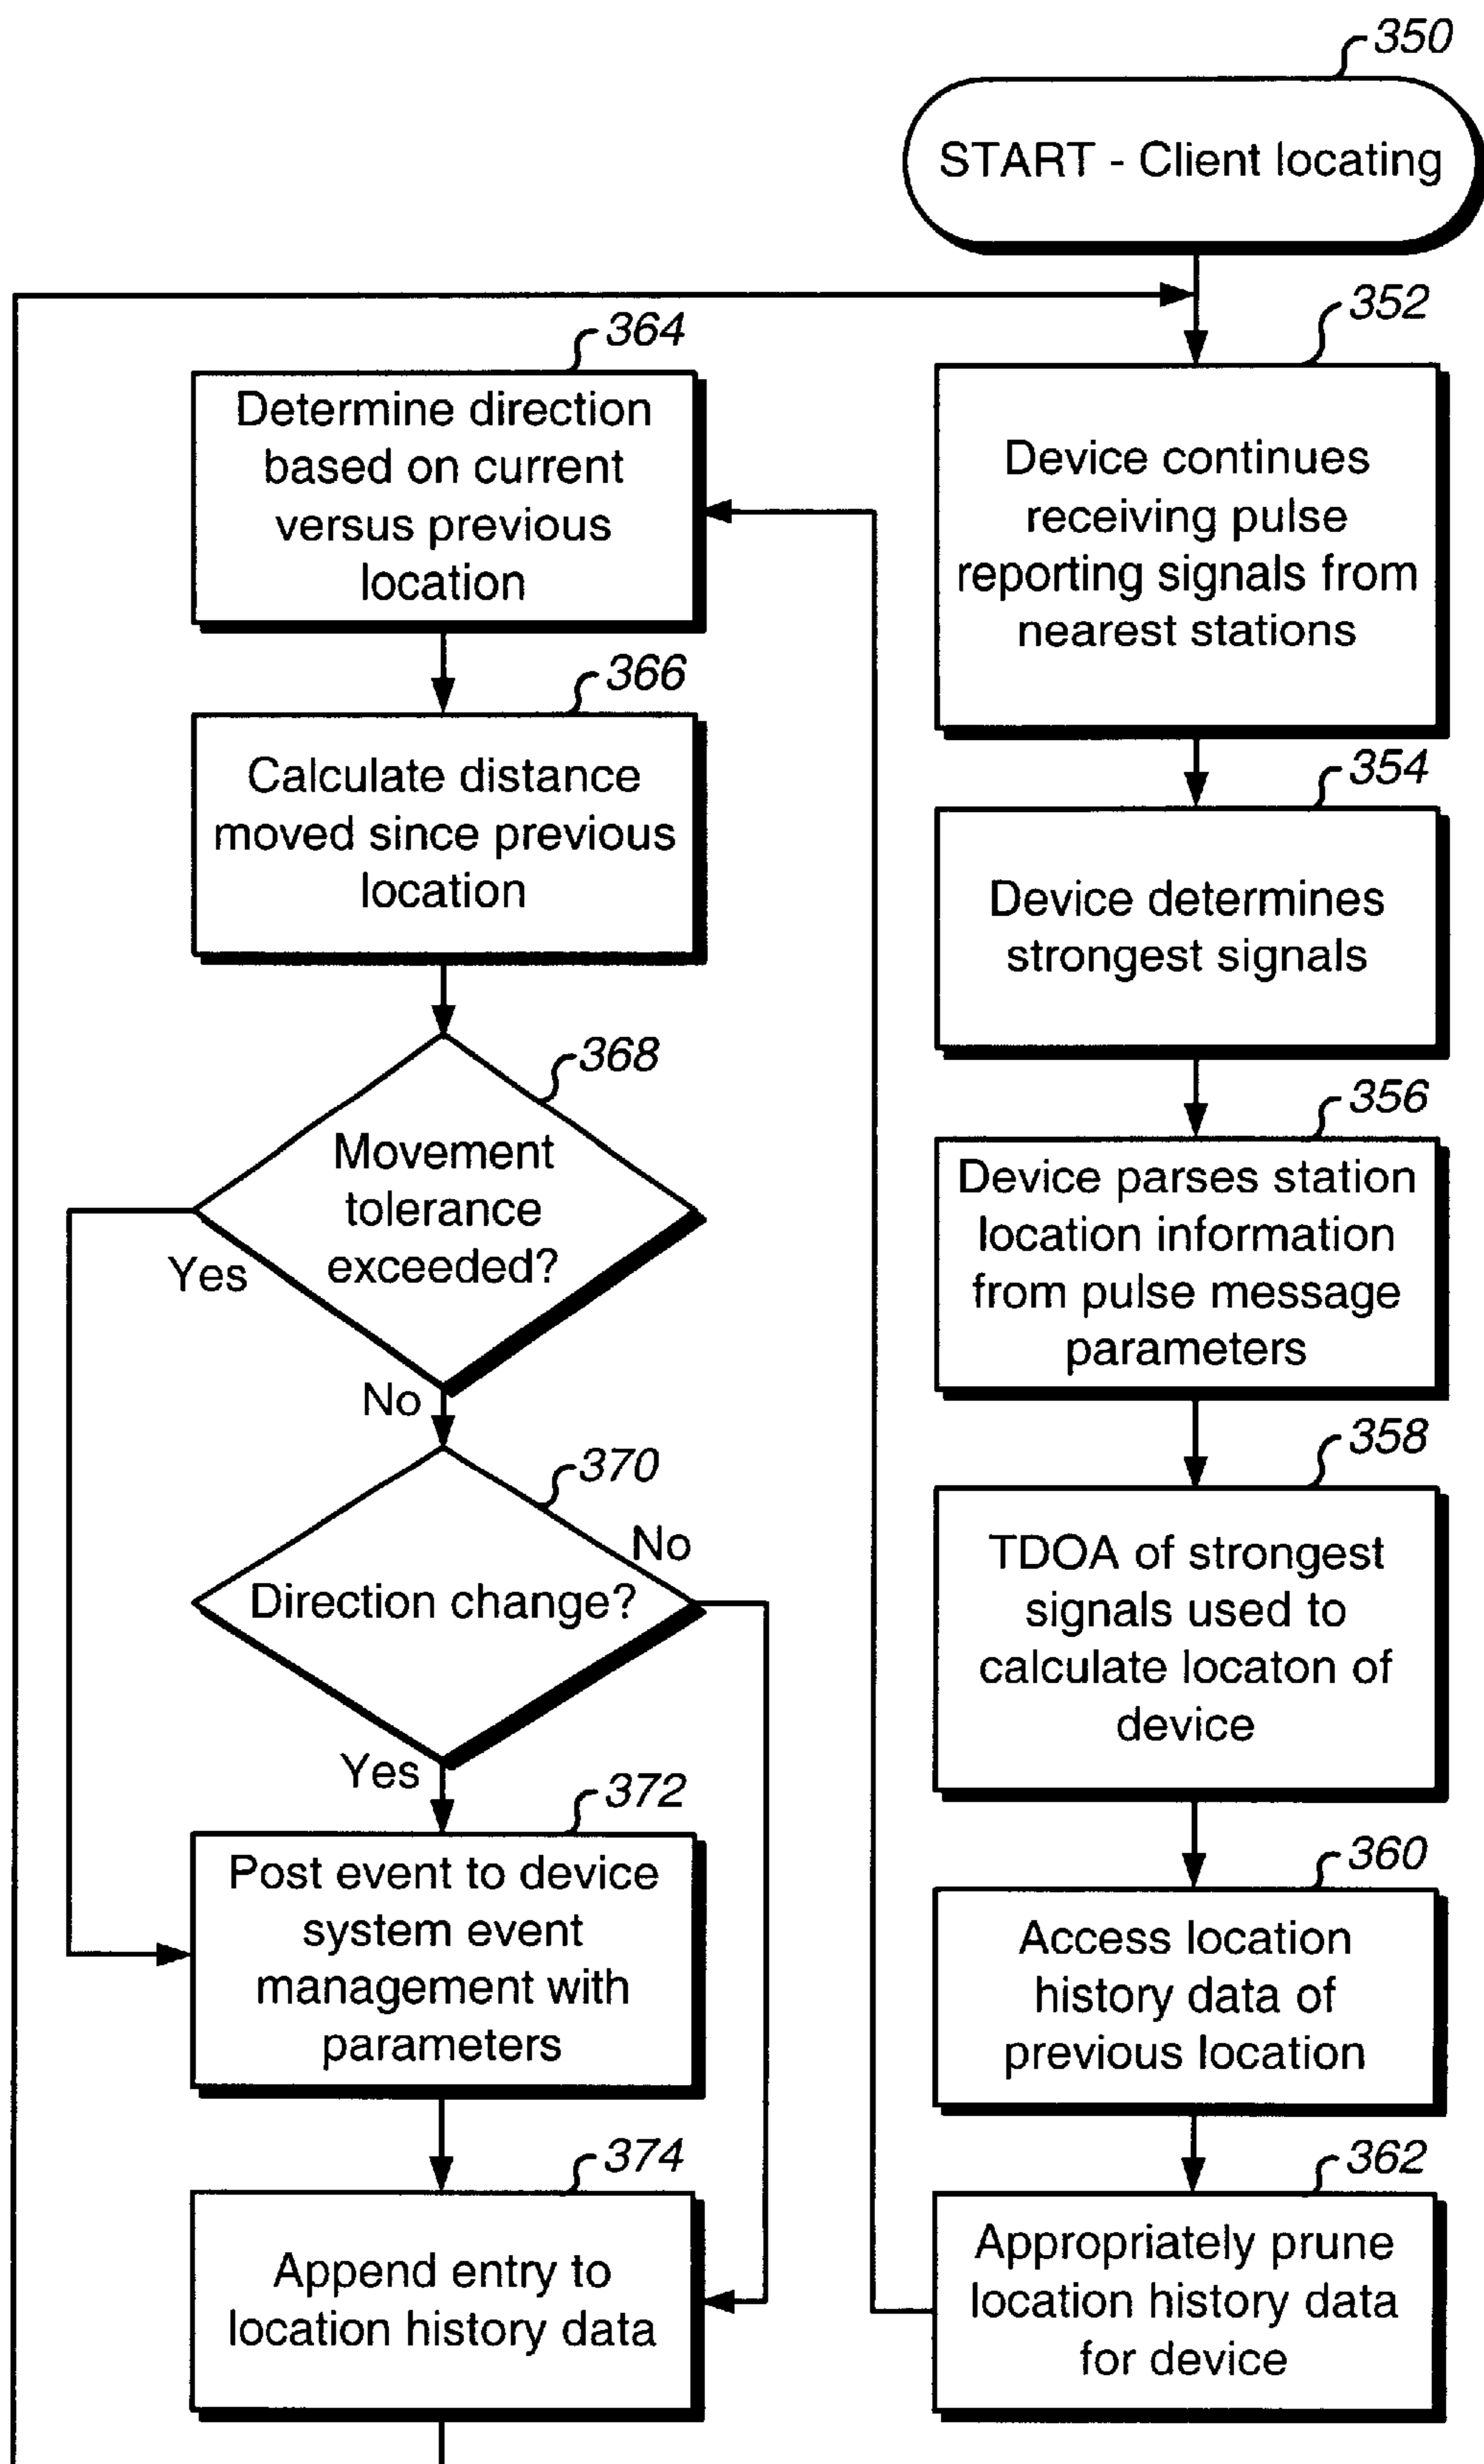 350
START - Client locating
352
Device continues
receiving pulse
reporting signals from
nearest stations
354
Device determines
strongest signals
356
Device parses station
location information
from pulse message
parameters
358
TDOA of strongest
signals used to
calculate locaton of
device
360
Access location
history data of
previous location
362
Appropriately prune
location history data
for device
364
Determine direction
based on current
versus previous
location
366
Calculate distance
moved since previous
location
368
Movement
tolerance
exceeded?
Yes
No
370
No
Direction change?
Yes
372
Post event to device
system event
management with
parameters
374
Append entry to
location history data